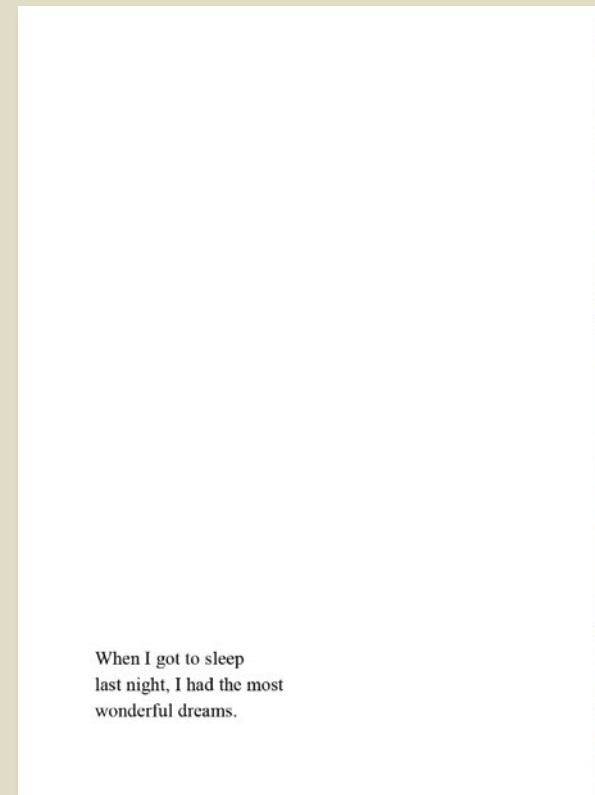 When I got to sleep
last night, I had the most
wonderful dreams.